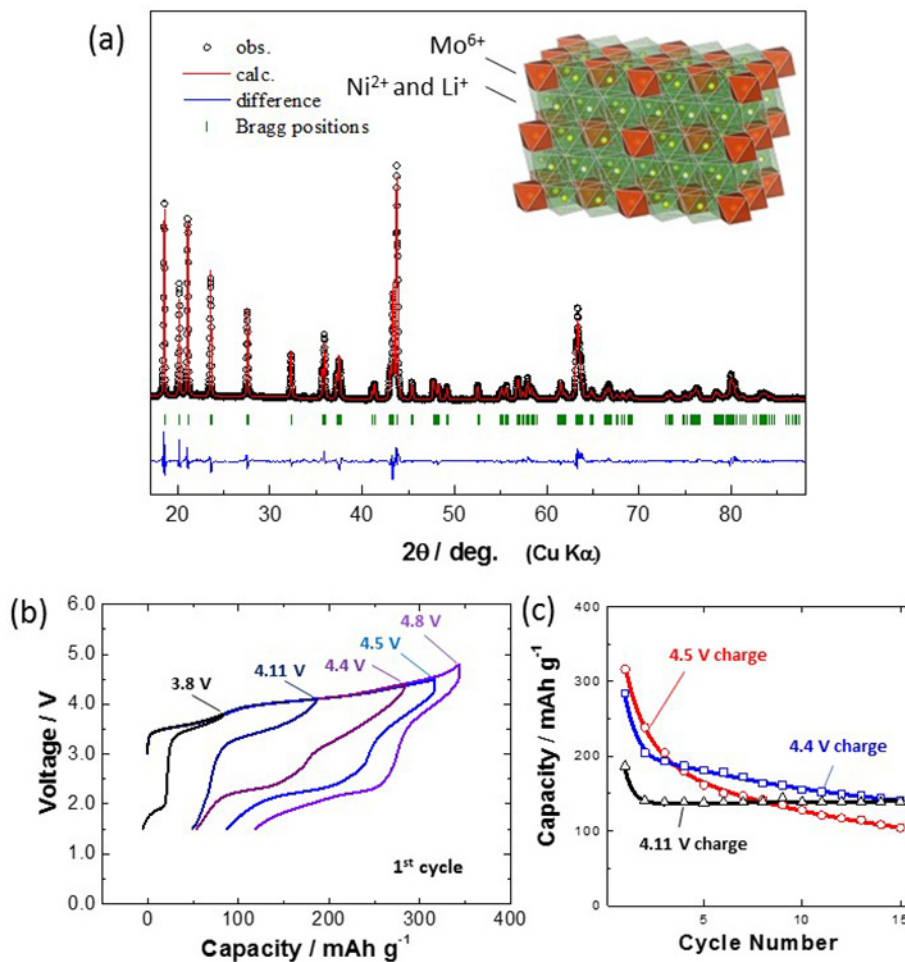 (a)
obs.
calc.
difference
Bragg positions
Mo⁶⁺
Ni²⁺ and Li⁺
20 30 40 50 60 70 80
2θ / deg. (Cu Kα)
(b)
Voltage / V
6.0
5.0
4.0
3.0
2.0
1.0
0.0
3.8 V
4.11 V
4.4 V
4.5 V
4.8 V
1ˢᵗ cycle
0 100 200 300 400
Capacity / mAh g⁻¹
(c)
Capacity / mAh g⁻¹
400
300
200
100
0
4.5 V charge
4.4 V charge
4.11 V charge
5 10 15
Cycle Number